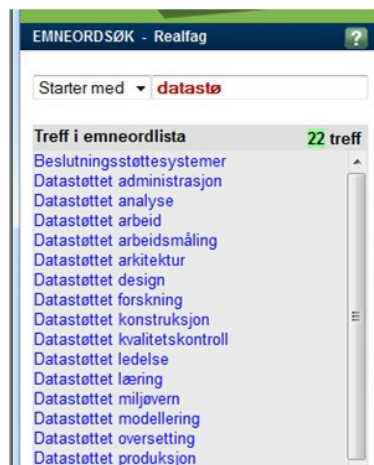 EMNEORDSØK - Realfag ?
Starter med datastø
Treff i emneordlista 22 treff
Beslutningsstøttesystemer
Datastøttet administrasjon
Datastøttet analyse
Datastøttet arbeid
Datastøttet arbeidsmåling
Datastøttet arkitektur
Datastøttet design
Datastøttet forskning
Datastøttet konstruksjon
Datastøttet kvalitetskontroll
Datastøttet ledelse
Datastøttet læring
Datastøttet miljøvern
Datastøttet modellering
Datastøttet oversetting
Datastøttet produksjon